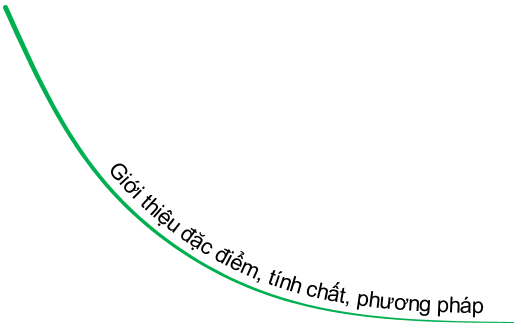 Giới thiệu đặc điểm, tính chất, phương pháp